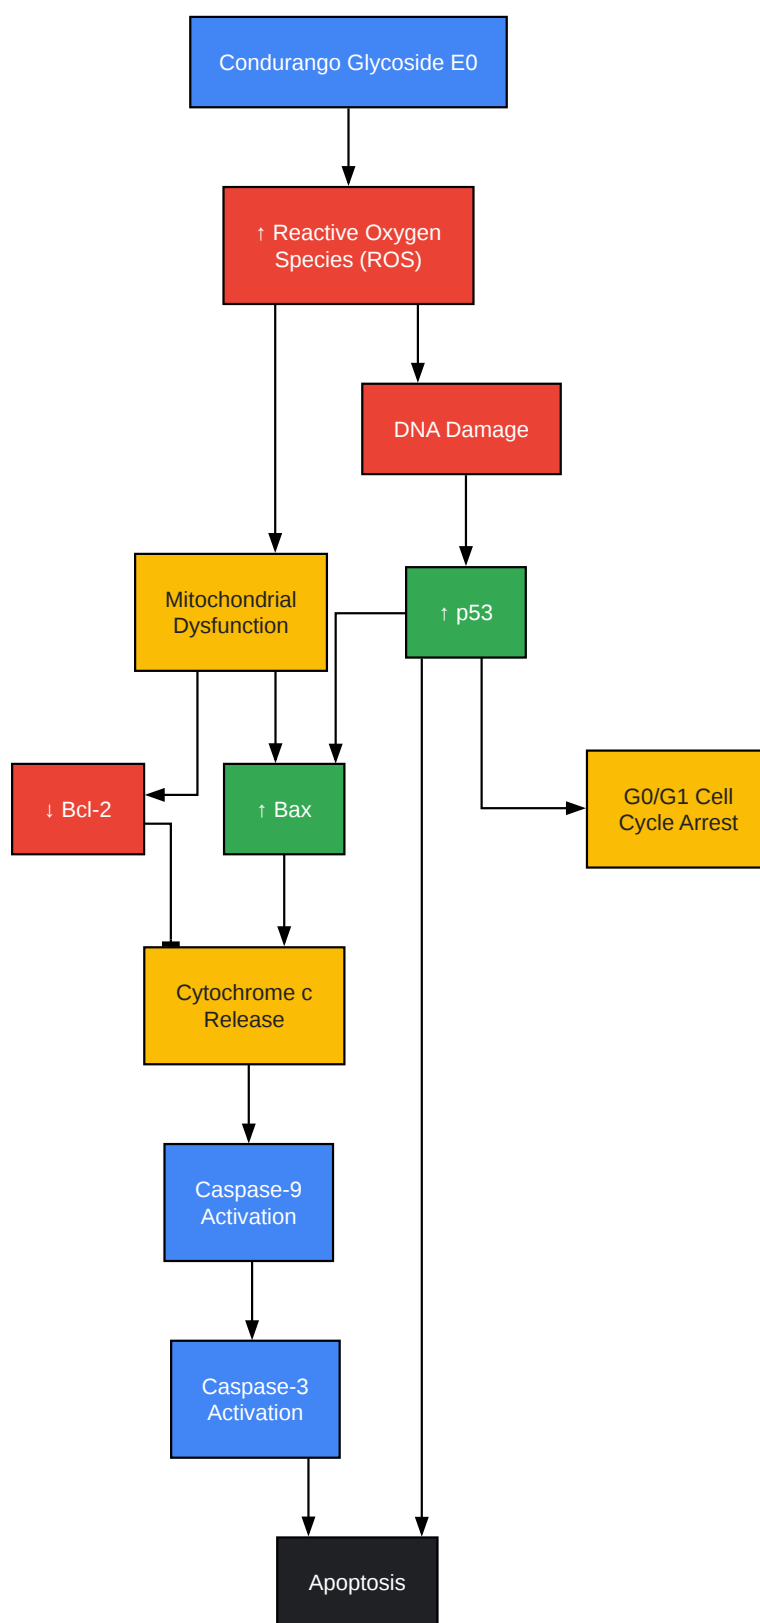 Condurango Glycoside E0
↑ Reactive Oxygen
Species (ROS)
DNA Damage
Mitochondrial
Dysfunction
↑ p53
↓ Bcl-2
↑ Bax
G0/G1 Cell
Cycle Arrest
Cytochrome c
Release
Caspase-9
Activation
Caspase-3
Activation
Apoptosis